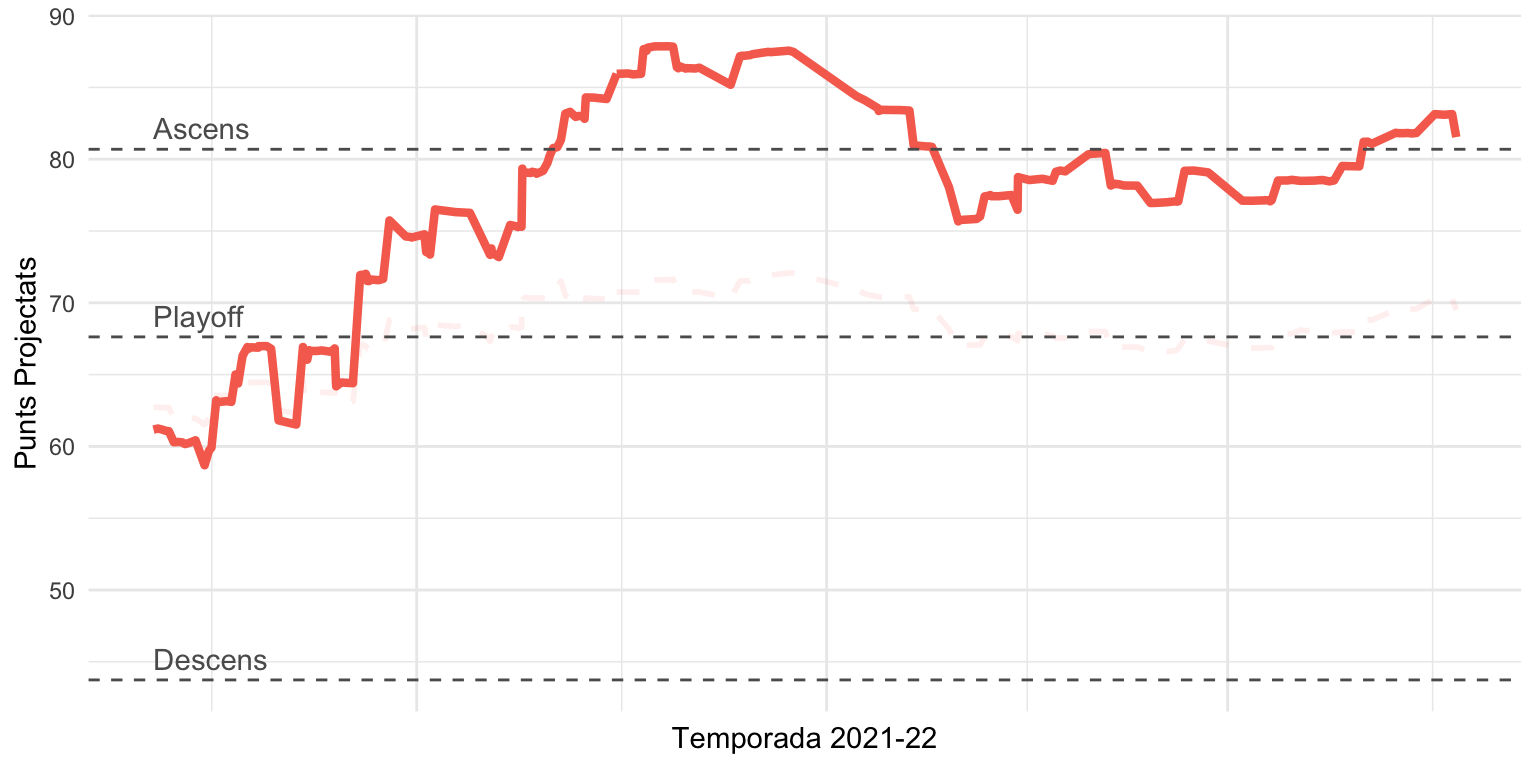 90
Ascens
80
70
Playoff
60
50
Descens
Punts Projectats
Temporada 2021-22